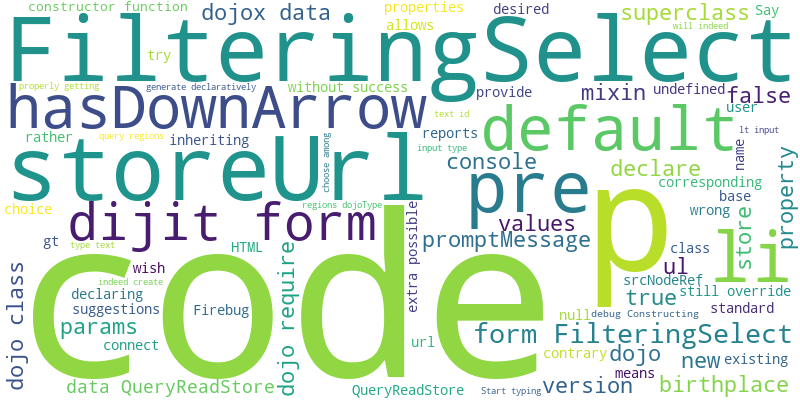 constructor function
dojox data
properties
desired
superclass
Say
allows
will indeed
FilteringSelect
try
properly getting
generate declaratively
without success
provide
mixin
undefined
false
hasDownArrow
text id
user
default
rather
query regions
inheriting
choose among
reports
input type
lt input
name
storeUrl
console
declare
pre
corresponding
property
choice
regions dojoType
dijit form
values
p
base
wrong
store
li
gt
type text
HTML
promptMessage
class
ul
extra possible
dojo class
wish
indeed create
code
srcNodeRef
still override
declaring
suggestions
Firebug
dojo require
true
standard
null
debug Constructing
params
connect
url
form FilteringSelect
contrary
dojo
new
existing
means
data QueryReadStore
QueryReadStore
Start typing
version
birthplace